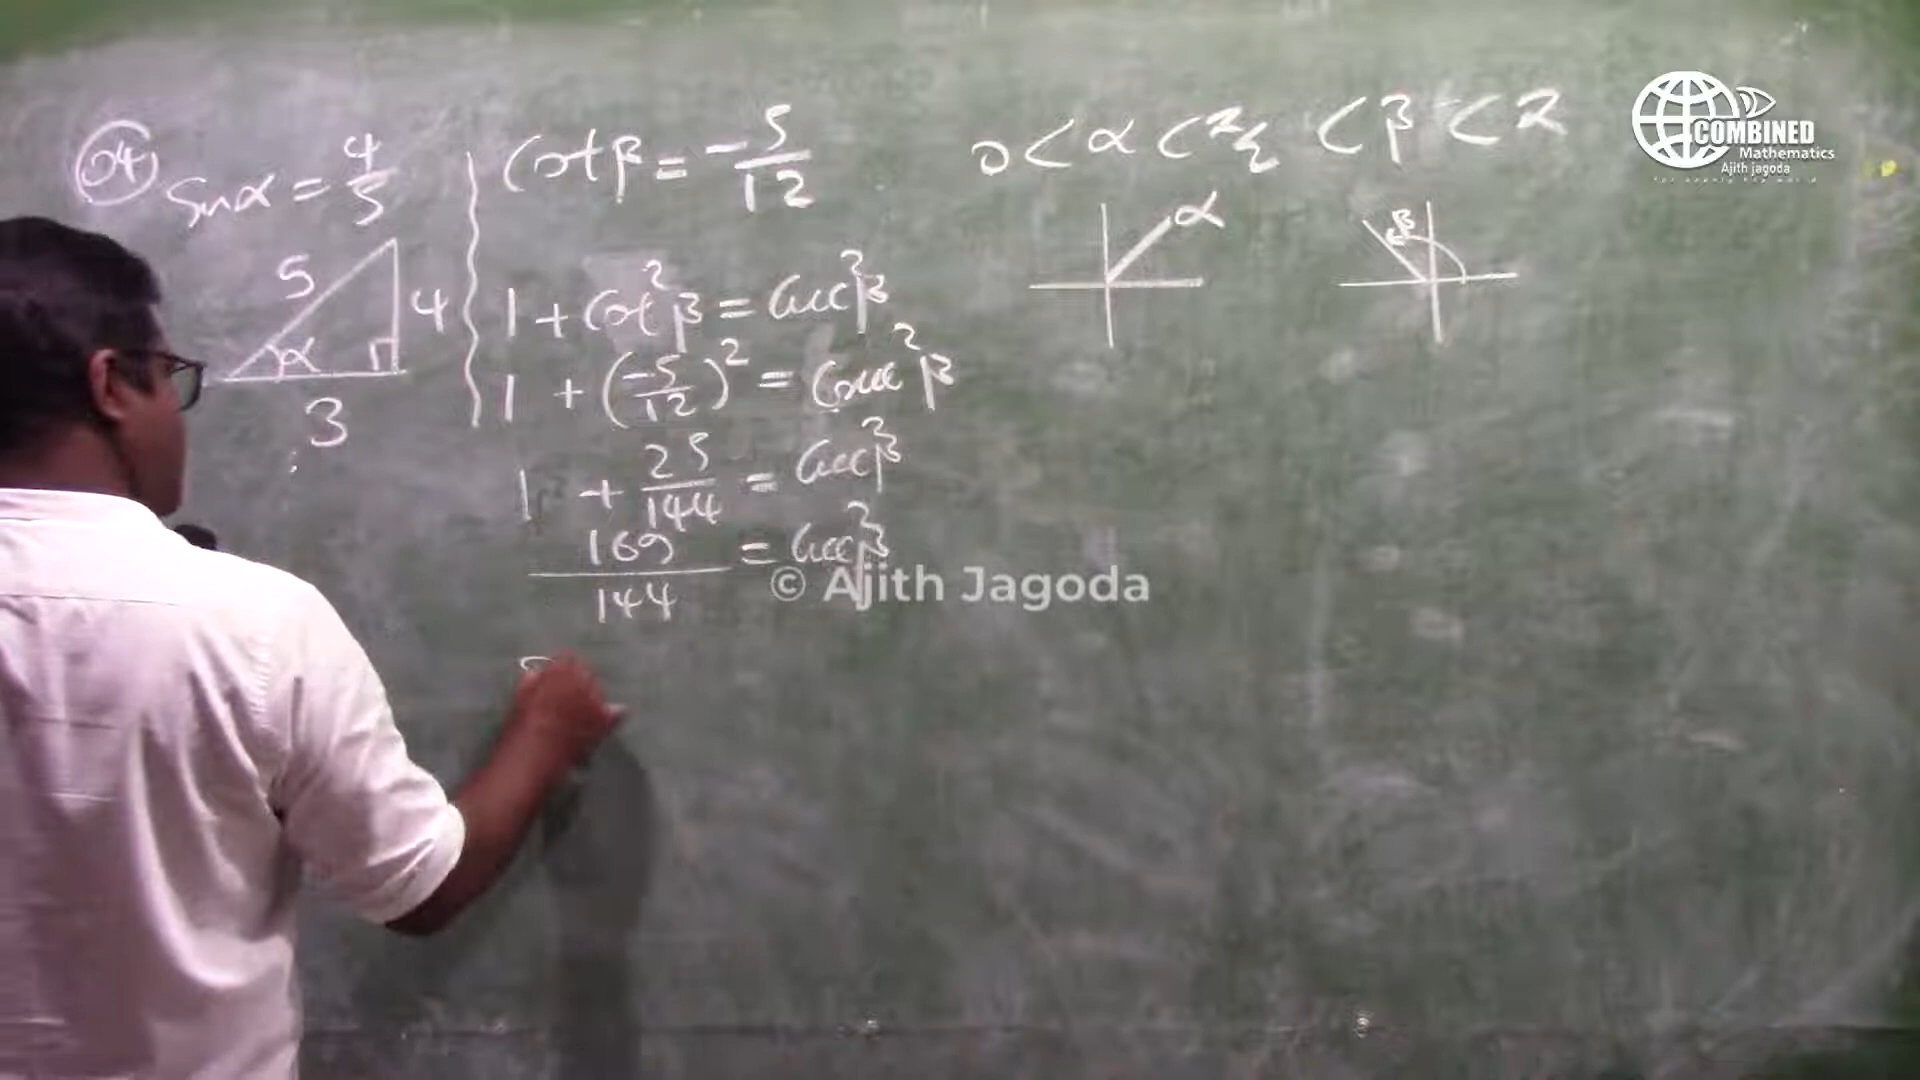 04 Sin α = 4/5
5
4
α
3
Cot β = -5/12
1 + Cot²β = Cosec²β
1 + (-5/12)² = Cosec²β
1 + 25/144 = Cosec²β
169/144 = Cosec²β
0 < α < π/2 < β < π
α
β
COMBINED
Mathematics
Ajith jagoda
© Ajith Jagoda